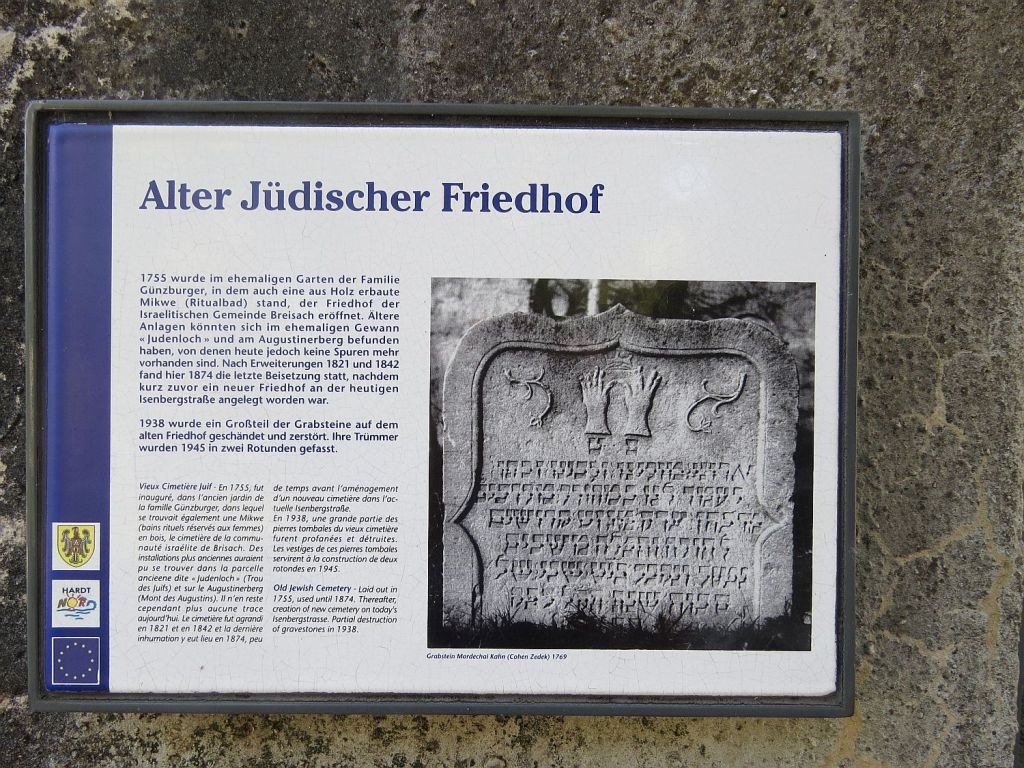 Alter Jüdischer Friedhof
1755 wurde im ehemaligen Garten der Familie
Günzburger, in dem auch eine aus Holz erbaute
Mikwe (Ritualbad) stand, der Friedhof der
Israelitischen Gemeinde Breisach eröffnet. Ältere
Anlagen könnten sich im ehemaligen Gewann
«Judenloch» und am Augustinerberg befunden
haben, von denen heute jedoch keine Spuren mehr
vorhanden sind. Nach Erweiterungen 1821 und 1842
fand hier 1874 die letzte Beisetzung statt, nachdem
kurz zuvor ein neuer Friedhof an der heutigen
Isenbergstraße angelegt worden war.
1938 wurde ein Großteil der Grabsteine auf dem
alten Friedhof geschändet und zerstört. Ihre Trümmer
wurden 1945 in zwei Rotunden gefasst.
Vieux Cimetière Juif - En 1755, fut
inauguré, dans l'ancien jardin de
la famille Günzburger, dans lequel
se trouvait également une Mikwe
(bains rituels réservés aux femmes)
en bois, le cimetière de la commu-
nauté israélite de Brisach. Des
installations plus anciennes auraient
pu se trouver dans la parcelle
ancieene dite «Judenloch» (Trou
des Juifs) et sur le Augustinerberg
(Mont des Augustins). Il n'en reste
cependant plus aucune trace
aujourd'hui. Le cimetière fut agrandi
en 1821 et en 1842 et la dernière
inhumation y eut lieu en 1874, peu
de temps avant l'aménagement
d'un nouveau cimetière dans l'ac-
tuelle Isenbergstraße.
En 1938, une grande partie des
pierres tombales du vieux cimetière
furent profanées et détruites.
Les vestiges de ces pierres tombales
servirent à la construction de deux
rotondes en 1945.
Old Jewish Cemetery - Laid out in
1755, used until 1874. Thereafter,
creation of new cemetery on today's
Isenbergstrasse. Partial destruction
of gravestones in 1938.
HARDT
NORD
Grabstein Mordechai Kahn (Cohen Zedek) 1769